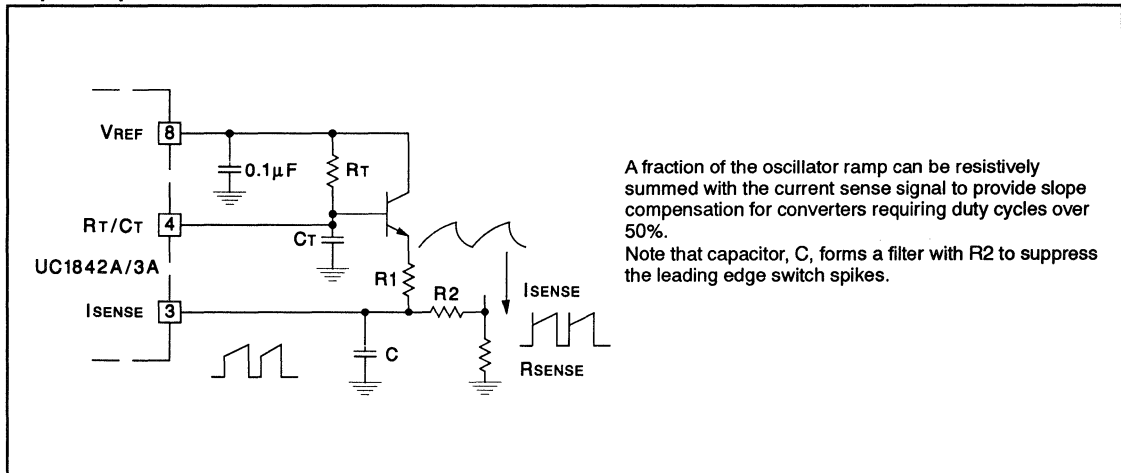 VREF 8
0.1µF
RT
RT/CT 4
CT
UC1842A/3A
R1
R2
ISENSE
ISENSE 3
C
RSENSE
A fraction of the oscillator ramp can be resistively
summed with the current sense signal to provide slope
compensation for converters requiring duty cycles over
50%.
Note that capacitor, C, forms a filter with R2 to suppress
the leading edge switch spikes.